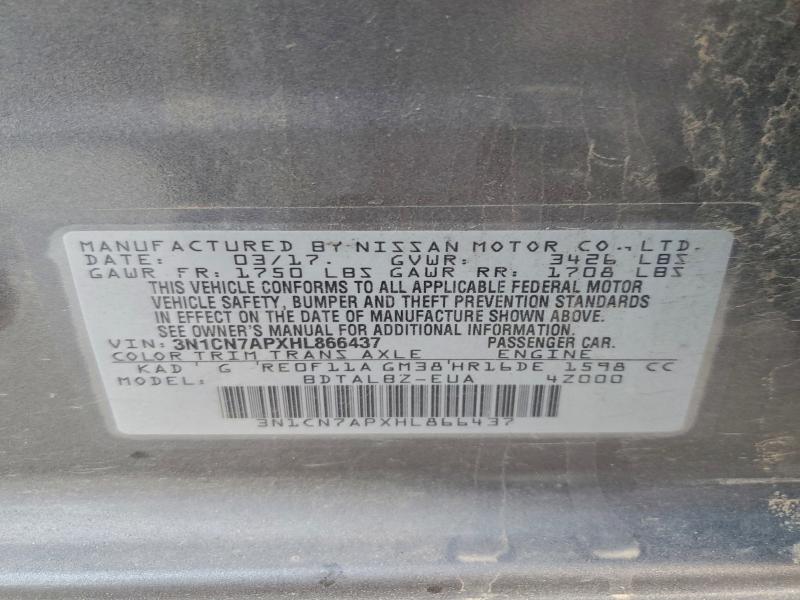 MANUFACTURED BY NISSAN MOTOR CO., LTD.
DATE: 03/17. GVWR: 3426 LBS
GAWR FR: 1750 LBS GAWR RR: 1708 LBS
THIS VEHICLE CONFORMS TO ALL APPLICABLE FEDERAL MOTOR
VEHICLE SAFETY, BUMPER AND THEFT PREVENTION STANDARDS
IN EFFECT ON THE DATE OF MANUFACTURE SHOWN ABOVE.
SEE OWNER'S MANUAL FOR ADDITIONAL INFORMATION.
VIN: 3N1CN7APXHL866437 PASSENGER CAR.
COLOR TRIM TRANS AXLE ENGINE
KAD G RE0F11A GM38 HR16DE 1598 CC
MODEL: BDTALBZ-EUA 4Z000
3N1CN7APXHL866437